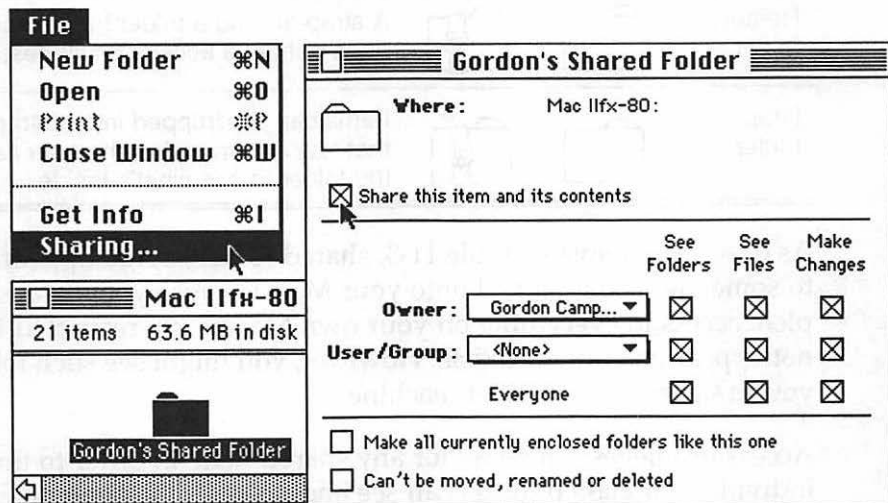 File
New Folder ⌘N
Open ⌘O
Print ⌘P
Close Window ⌘W
Get Info ⌘I
Sharing...
Mac IIfx-80
21 items 63.6 MB in disk
Gordon's Shared Folder
Gordon's Shared Folder
Where: Mac IIfx-80:
Share this item and its contents
See Folders
See Files
Make Changes
Owner: Gordon Camp...
User/Group: <None>
Everyone
Make all currently enclosed folders like this one
Can't be moved, renamed or deleted